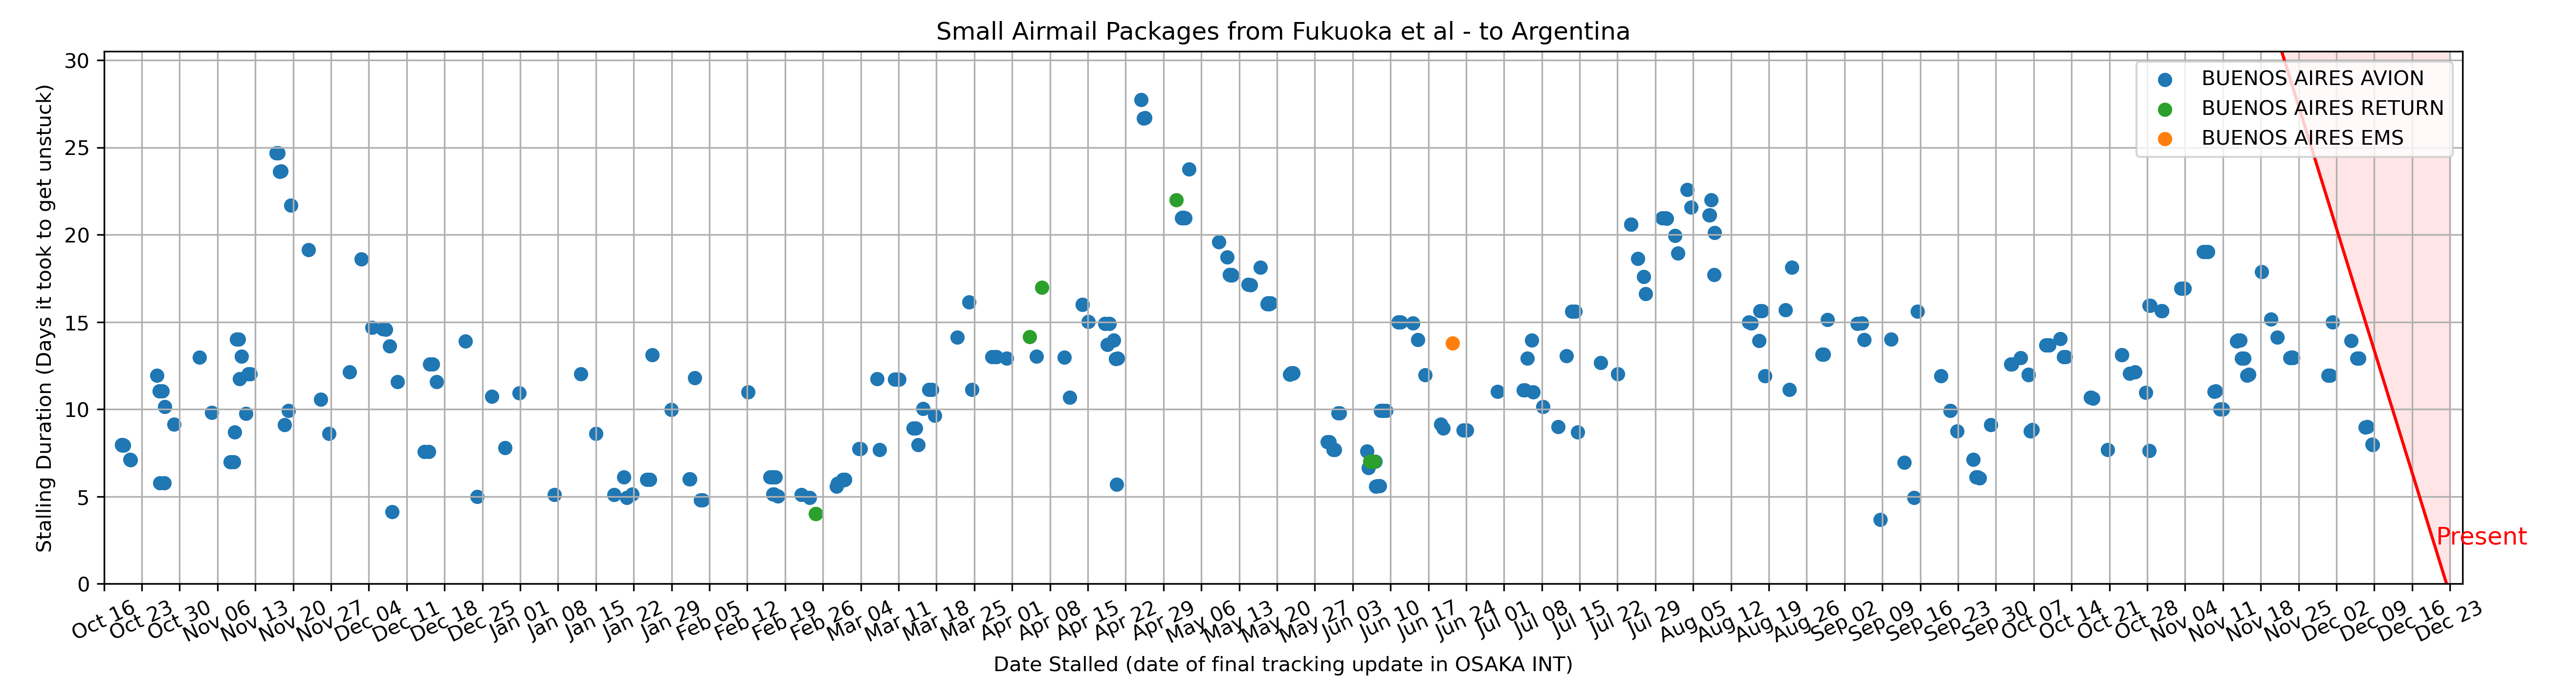 Small Airmail Packages from Fukuoka et al - to Argentina
Stalling Duration (Days it took to get unstuck)
30
25
20
15
10
5
0
BUENOS AIRES AVION
BUENOS AIRES RETURN
BUENOS AIRES EMS
Present
Oct 16
Oct 23
Oct 30
Nov 06
Nov 13
Nov 20
Nov 27
Dec 04
Dec 11
Dec 18
Dec 25
Jan 01
Jan 08
Jan 15
Jan 22
Jan 29
Feb 05
Feb 12
Feb 19
Feb 26
Mar 04
Mar 11
Mar 18
Mar 25
Apr 01
Apr 08
Apr 15
Apr 22
Apr 29
May 06
May 13
May 20
May 27
Jun 03
Jun 10
Jun 17
Jun 24
Jul 01
Jul 08
Jul 15
Jul 22
Jul 29
Aug 05
Aug 12
Aug 19
Aug 26
Sep 02
Sep 09
Sep 16
Sep 23
Sep 30
Oct 07
Oct 14
Oct 21
Oct 28
Nov 04
Nov 11
Nov 18
Nov 25
Dec 02
Dec 09
Dec 16
Dec 23
Date Stalled (date of final tracking update in OSAKA INT)